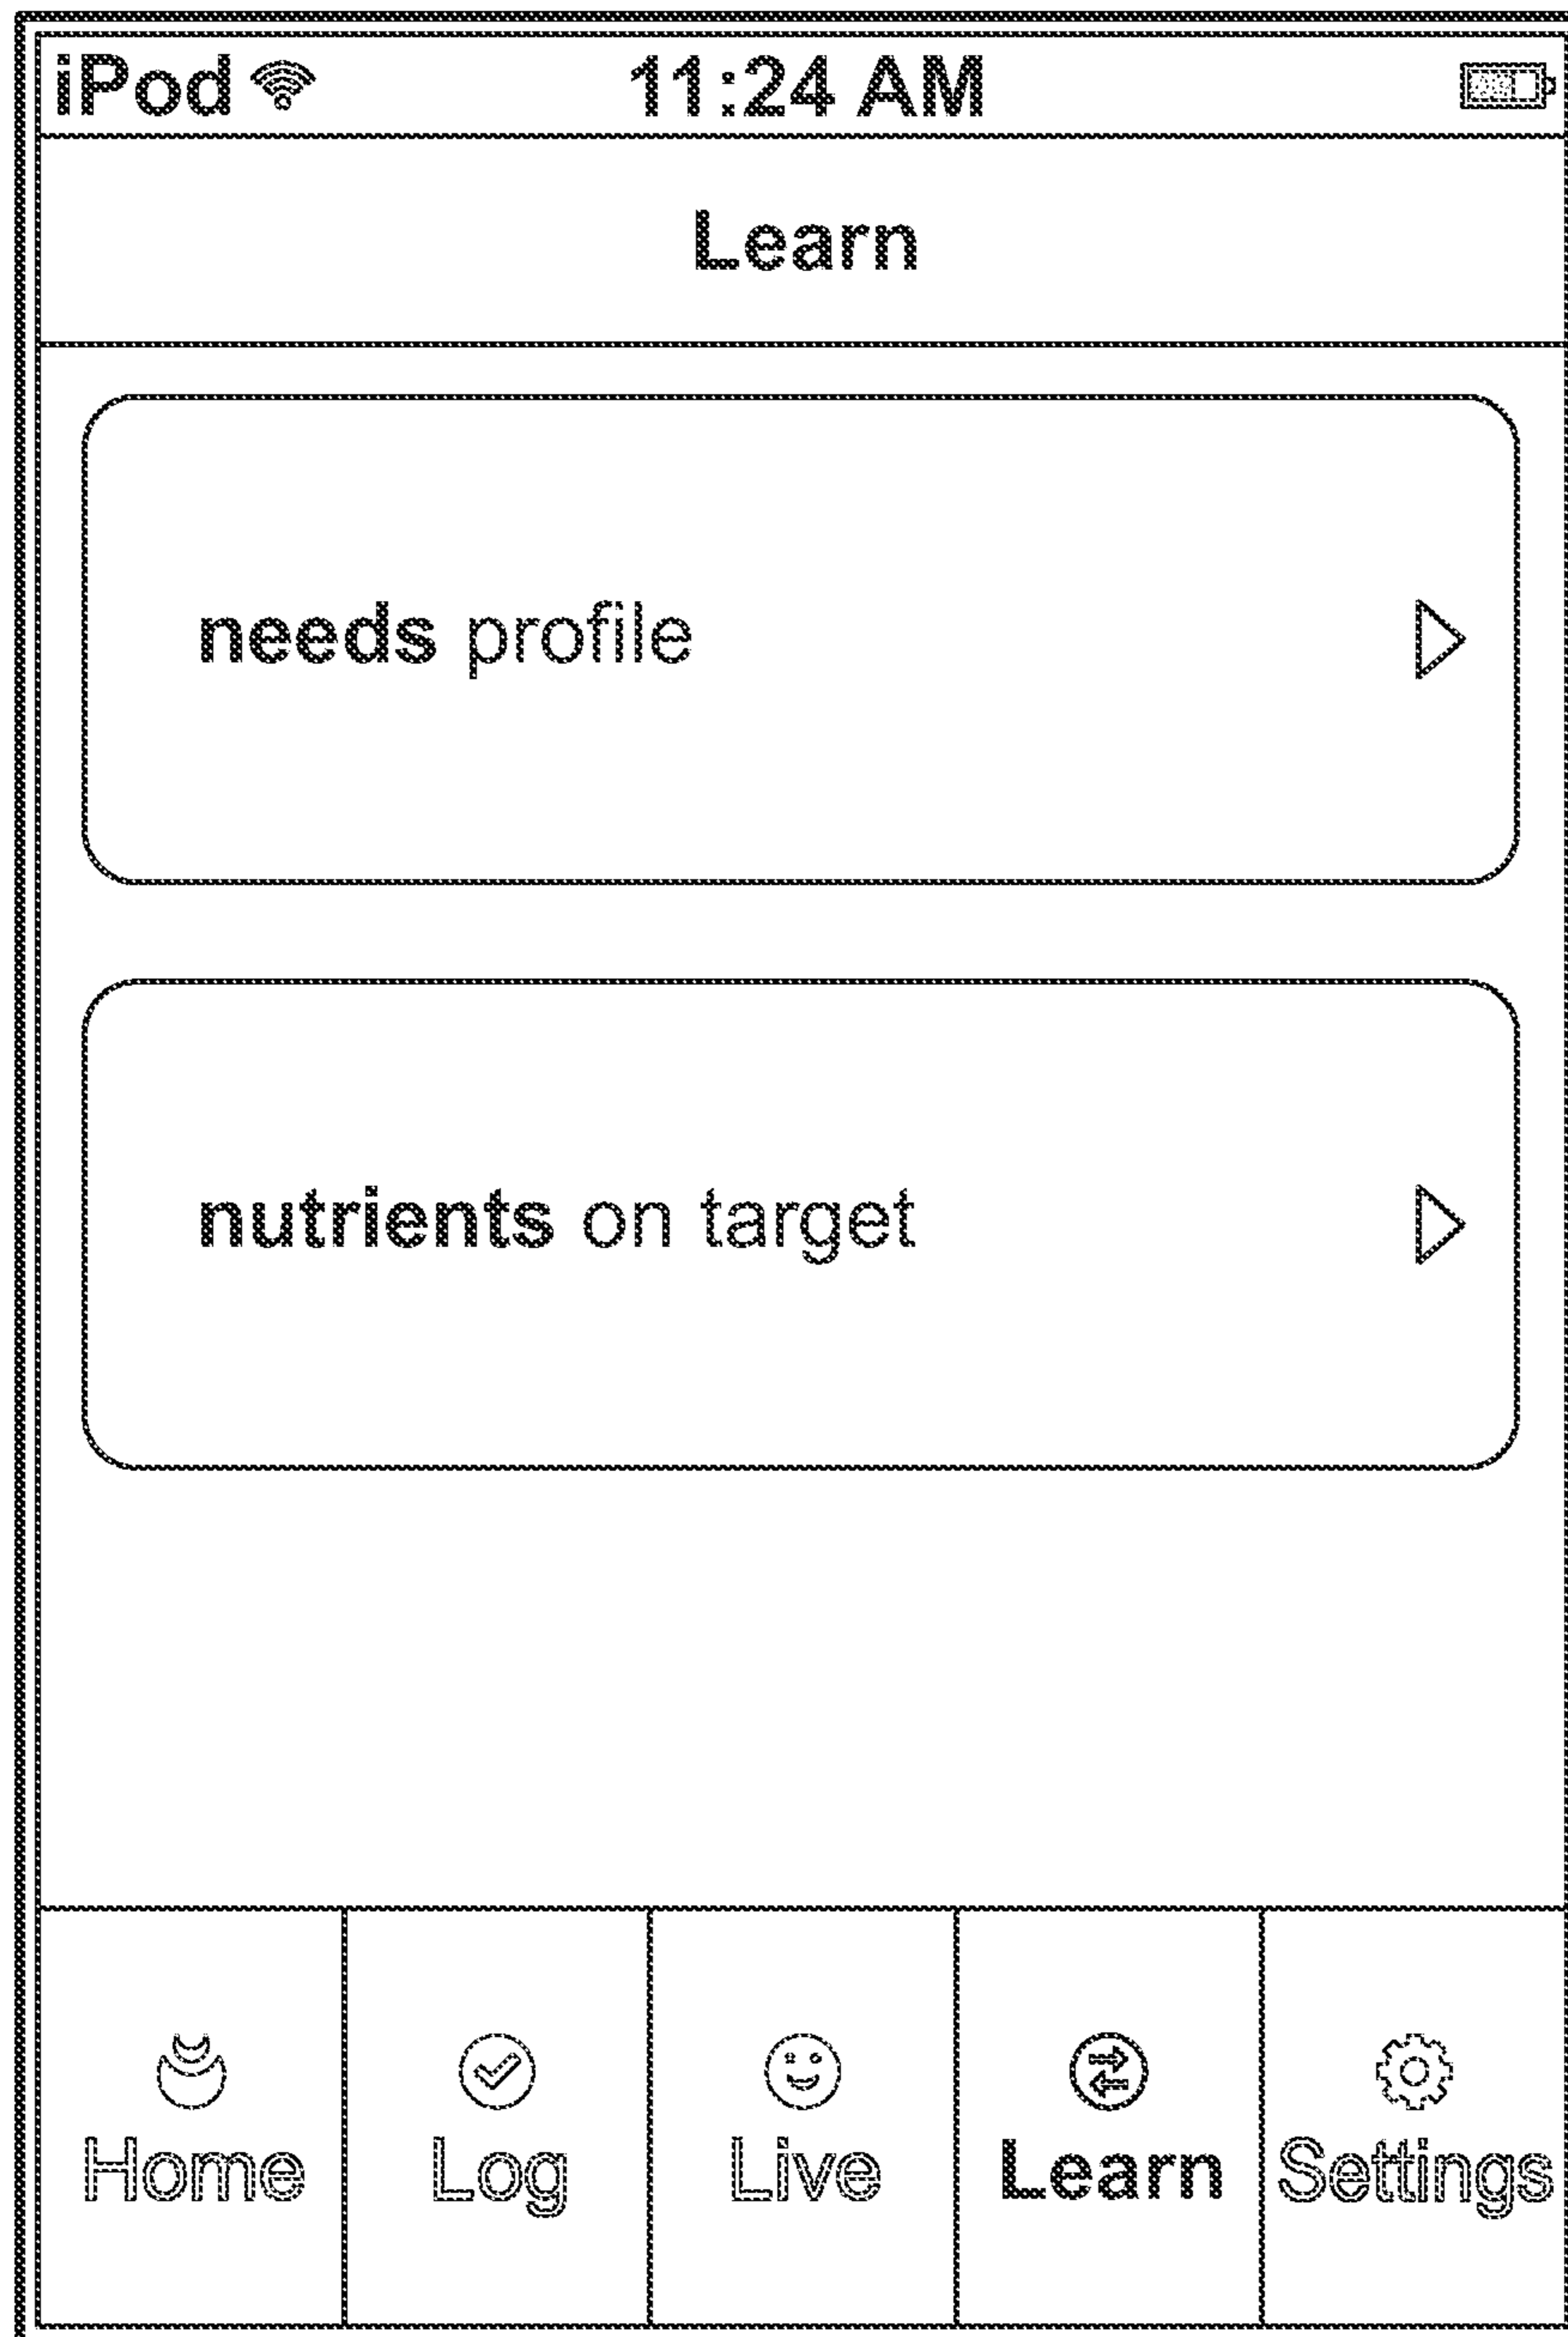 iPod 11:24 AM
Learn
needs profile
nutrients on target
Home Log Live Learn Settings